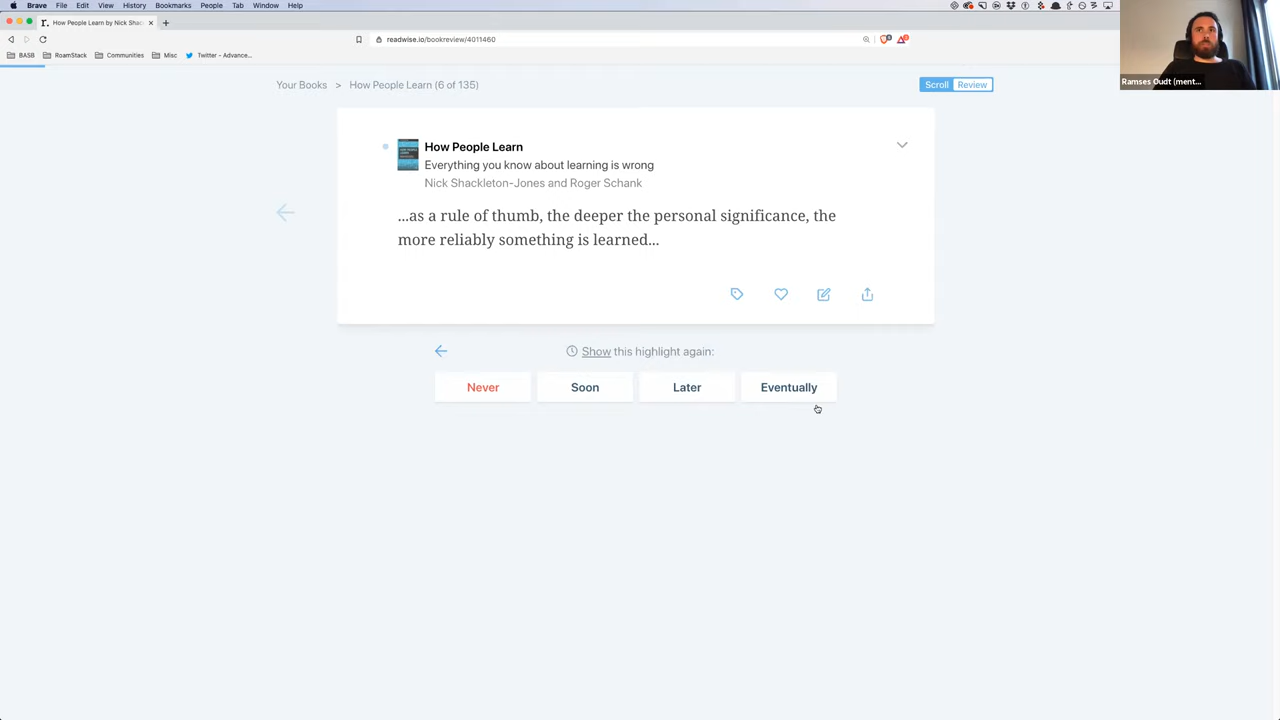 Brave File Edit View History Bookmarks People Tab Window Help
r. How People Learn by Nick Shac
readwise.io/bookreview/4011460
BASB RoamStack Communities Misc Twitter - Advance...
Ramses Oudt (ment...
Your Books > How People Learn (6 of 135)
Scroll Review
How People Learn
Everything you know about learning is wrong
Nick Shackleton-Jones and Roger Schank
...as a rule of thumb, the deeper the personal significance, the
more reliably something is learned...
Show this highlight again:
Never Soon Later Eventually